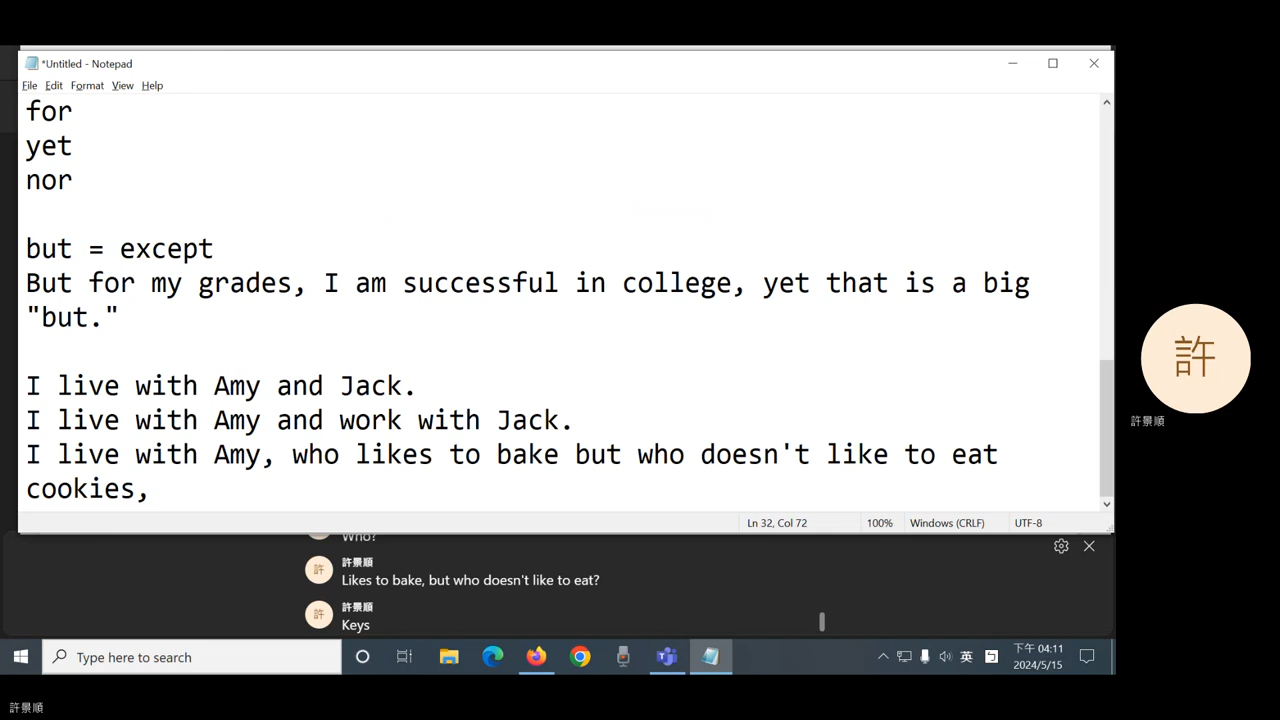 *Untitled - Notepad
File Edit Format View Help
for
yet
nor
but = except
But for my grades, I am successful in college, yet that is a big
"but."
I live with Amy and Jack.
I live with Amy and work with Jack.
I live with Amy, who likes to bake but who doesn't like to eat
cookies,
Ln 32, Col 72 100% Windows (CRLF) UTF-8
Who?
許景順
Likes to bake, but who doesn't like to eat?
許景順
Keys
許
許
許
許景順
Type here to search
英
下午 04:11
2024/5/15
許景順